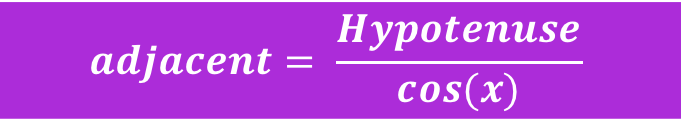 adjacent = Hypotenuse / cos(x)